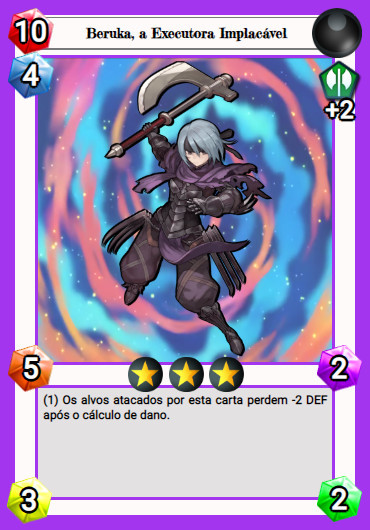 10
Beruka, a Executora Implacável
4
+2
5
2
(1) Os alvos atacados por esta carta perdem -2 DEF
após o cálculo de dano.
3
2